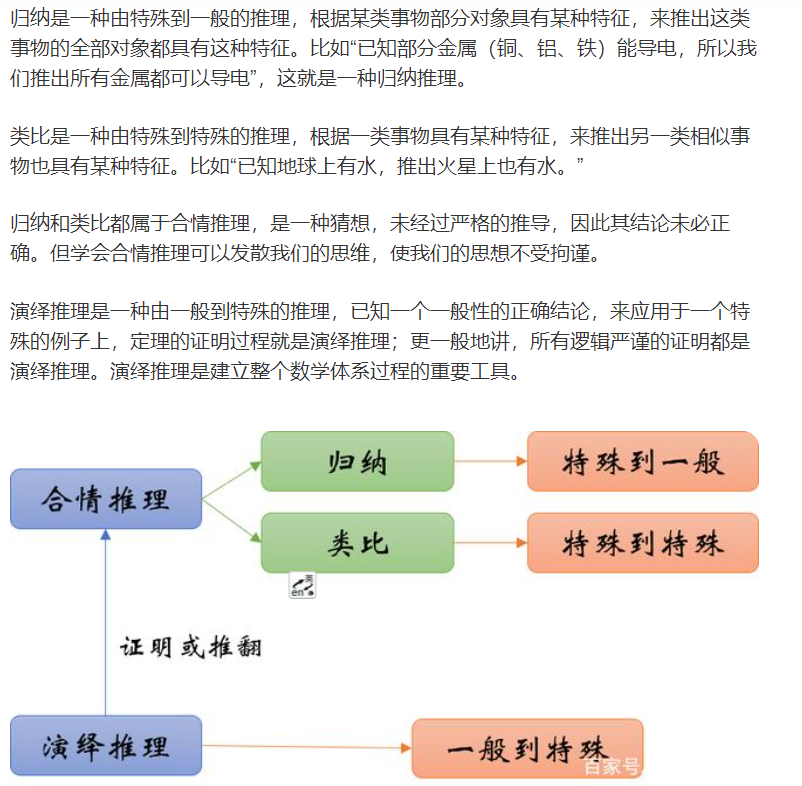 归纳是一种由特殊到一般的推理，根据某类事物部分对象具有某种特征，来推出这类
事物的全部对象都具有这种特征。比如“已知部分金属（铜、铝、铁）能导电，所以我
们推出所有金属都可以导电”，这就是一种归纳推理。
类比是一种由特殊到特殊的推理，根据一类事物具有某种特征，来推出另一类相似事
物也具有某种特征。比如“已知地球上有水，推出火星上也有水。”
归纳和类比都属于合情推理，是一种猜想，未经过严格的推导，因此其结论未必正
确。但学会合情推理可以发散我们的思维，使我们的思想不受拘谨。
演绎推理是一种由一般到特殊的推理，已知一个一般性的正确结论，来应用于一个特
殊的例子上，定理的证明过程就是演绎推理；更一般地讲，所有逻辑严谨的证明都是
演绎推理。演绎推理是建立整个数学体系过程的重要工具。
归纳
特殊到一般
合情推理
类比
特殊到特殊
英
en
证明或推翻
演绎推理
一般到特殊
百家号